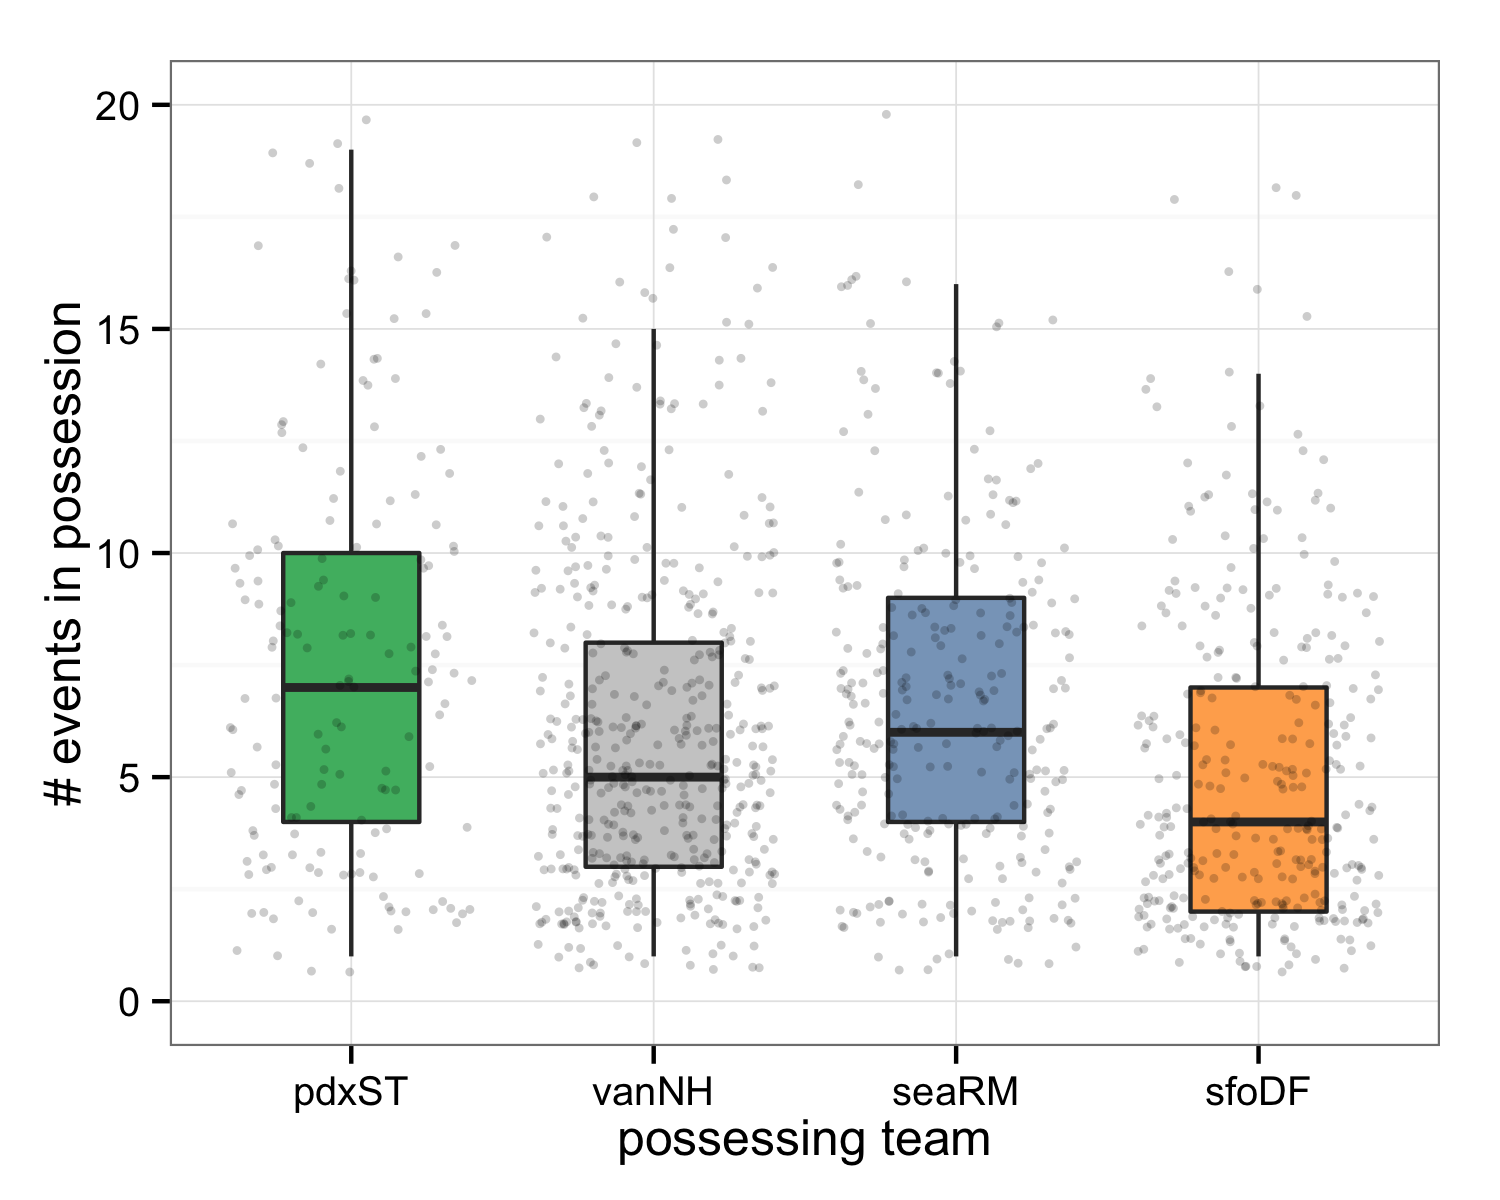 # events in possession
20
15
10
5
0
pdxST
vanNH
seaRM
sfoDF
possessing team